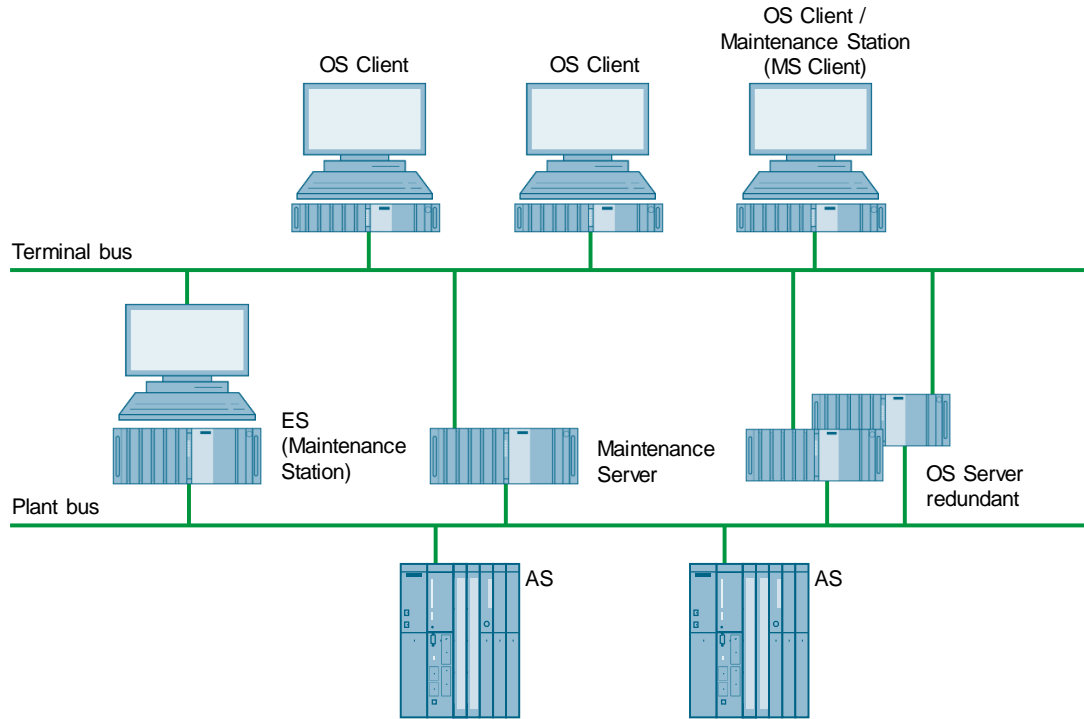 OS Client /
Maintenance Station
(MS Client)
OS Client
OS Client
Terminal bus
ES
(Maintenance
Station)
Maintenance
Server
OS Server
redundant
Plant bus
AS
AS